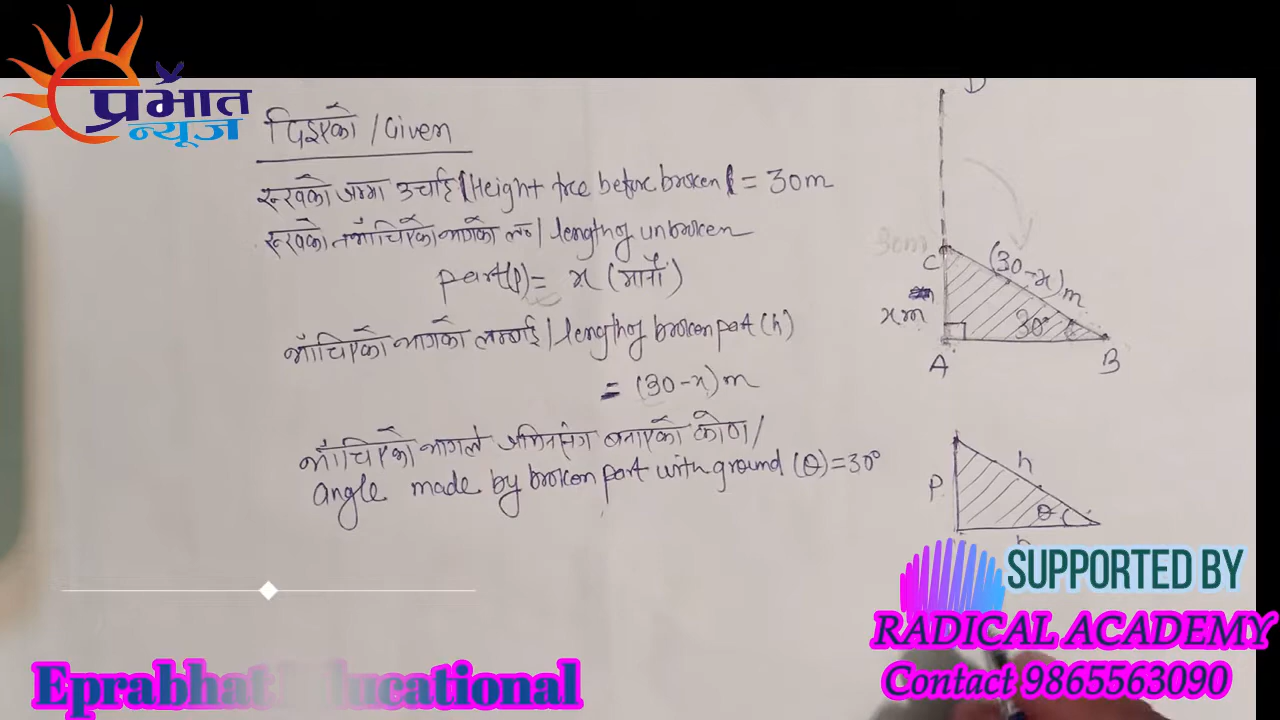 प्रभात
न्यूज
दिइएको / Given
रूखको जम्मा उचाई / Height tree before broken = 30m
रूखको नभाँचिएको भागको / length of unbroken
part (p) = x (मानौं)
भाँचिएको भागको लम्बाई / length of broken part (h)
= (30-x) m
भाँचिएको भागले जमिनसंग बनाएको कोण /
angle made by broken part with ground (θ) = 30°
D
C
(30-x) m
x m
30°
A
B
p
h
θ
SUPPORTED BY
RADICAL ACADEMY
Contact 9865563090
Eprabhat ucational